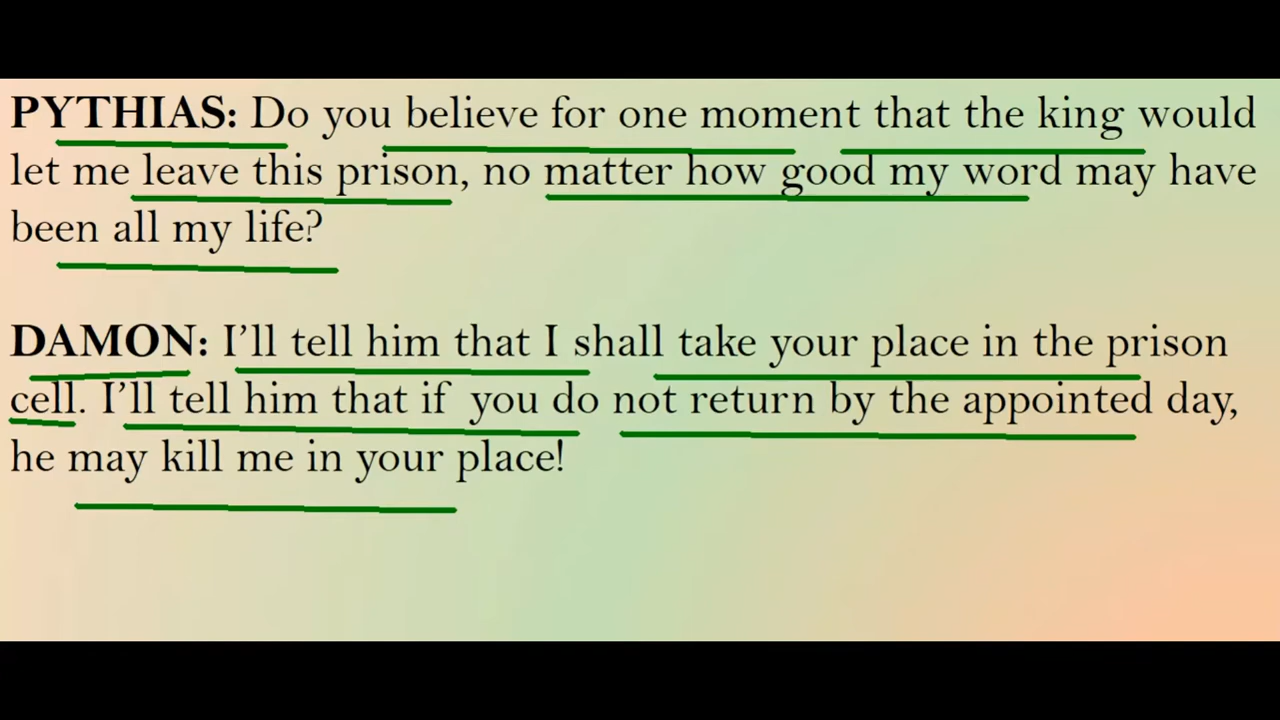 PYTHIAS: Do you believe for one moment that the king would
let me leave this prison, no matter how good my word may have
been all my life?
DAMON: I’ll tell him that I shall take your place in the prison
cell. I’ll tell him that if  you do not return by the appointed day,
he may kill me in your place!